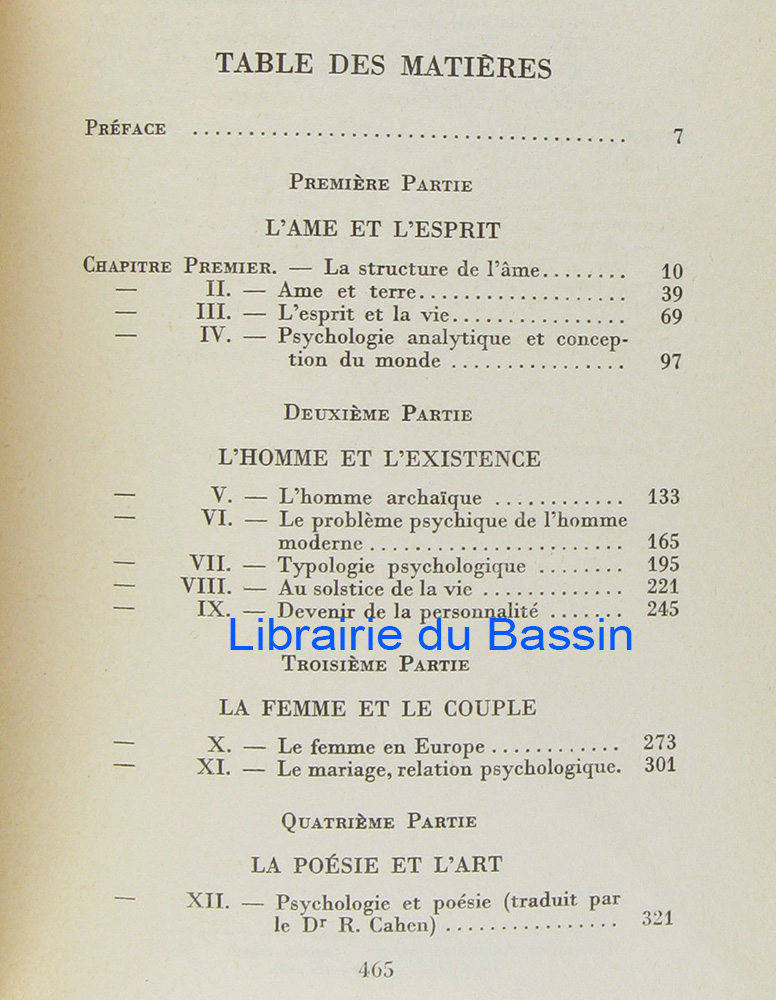 TABLE DES MATIÈRES
PRÉFACE ....................................... 7
PREMIÈRE PARTIE
L'AME ET L'ESPRIT
CHAPITRE PREMIER. — La structure de l'âme........ 10
— II. — Ame et terre................... 39
— III. — L'esprit et la vie................ 69
— IV. — Psychologie analytique et concep-
tion du monde ................ 97
DEUXIÈME PARTIE
L'HOMME ET L'EXISTENCE
— V. — L'homme archaïque ............ 133
— VI. — Le problème psychique de l'homme
moderne....................... 165
— VII. — Typologie psychologique ........ 195
— VIII. — Au solstice de la vie ............. 221
— IX. — Devenir de la personnalité ....... 245
Librairie du Bassin
TROISIÈME PARTIE
LA FEMME ET LE COUPLE
— X. — Le femme en Europe ............ 273
— XI. — Le mariage, relation psychologique. 301
QUATRIÈME PARTIE
LA POÉSIE ET L'ART
— XII. — Psychologie et poésie (traduit par
le Dr R. Cahen) ................ 321
465